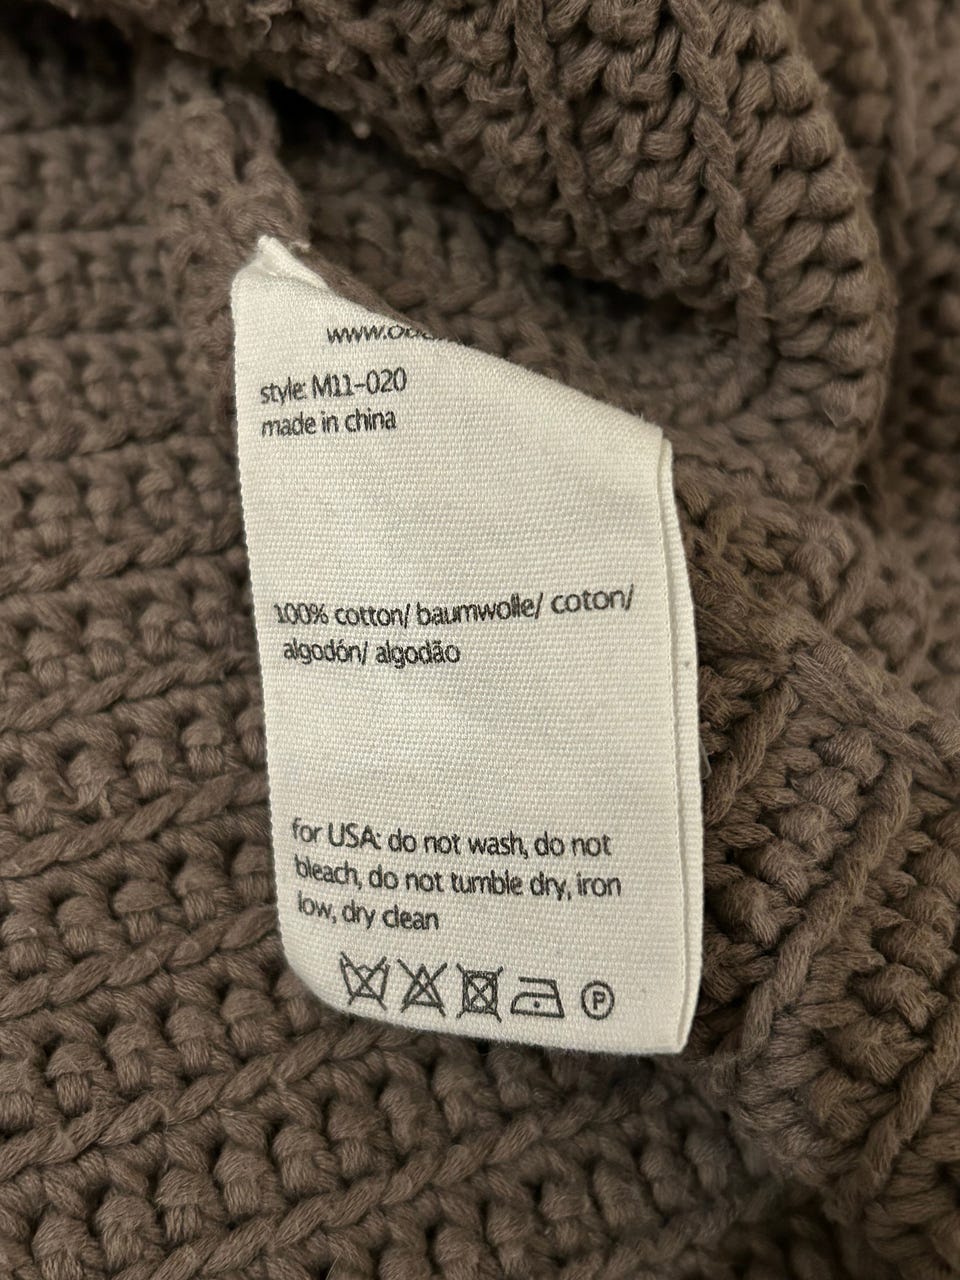 style: M11-020
made in china
100% cotton/ baumwolle/ coton/
algodón/ algodão
for USA: do not wash, do not
bleach, do not tumble dry, iron
low, dry clean
P